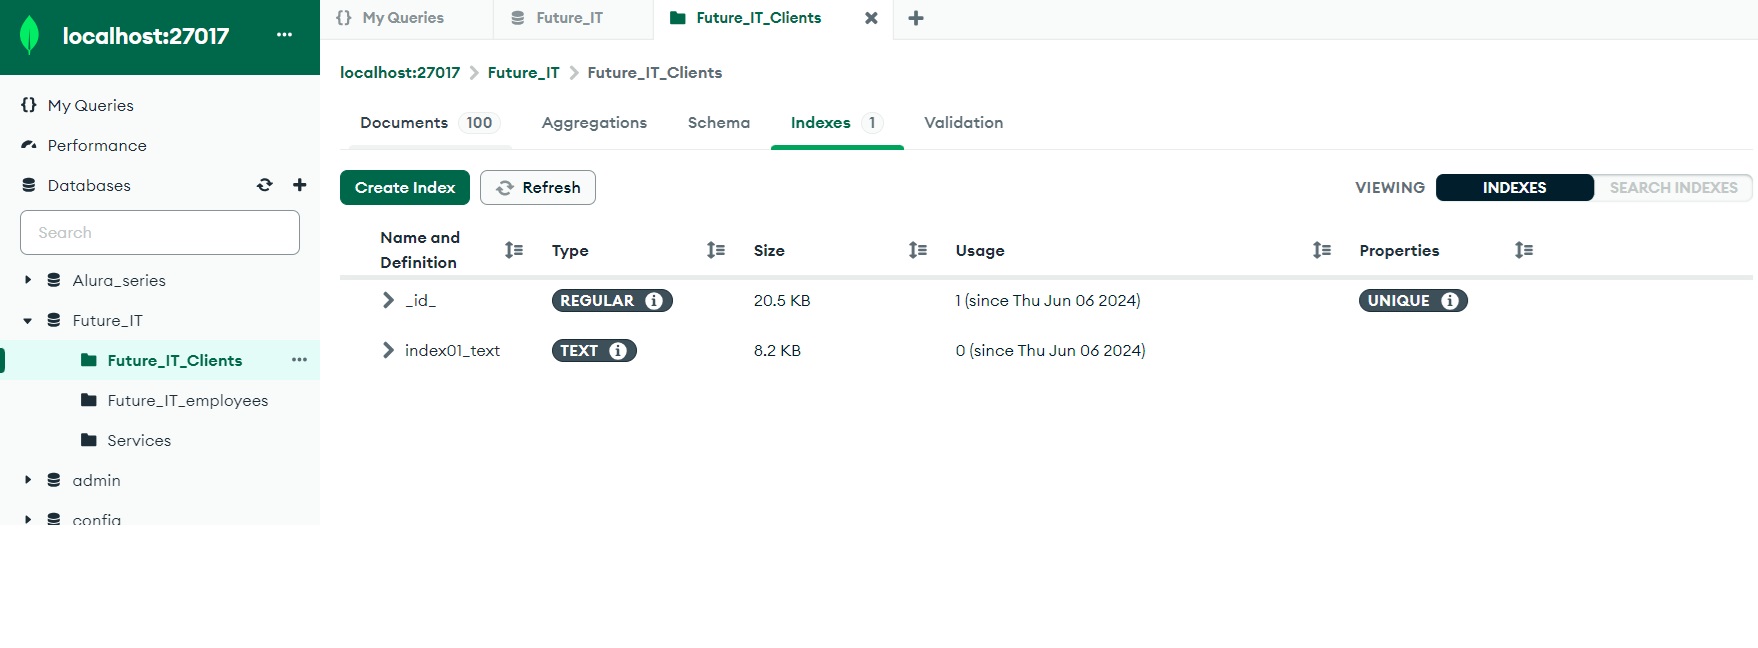 localhost:27017 ...
My Queries
Performance
Databases
Search
Alura_series
Future_IT
Future_IT_Clients ...
Future_IT_employees
Services
admin
config
{} My Queries Future_IT Future_IT_Clients
localhost:27017 > Future_IT > Future_IT_Clients
Documents 100 Aggregations Schema Indexes 1 Validation
Create Index Refresh VIEWING INDEXES SEARCH INDEXES
Name and
Definition Type Size Usage Properties
_id_ REGULAR 20.5 KB 1 (since Thu Jun 06 2024) UNIQUE
index01_text TEXT 8.2 KB 0 (since Thu Jun 06 2024)